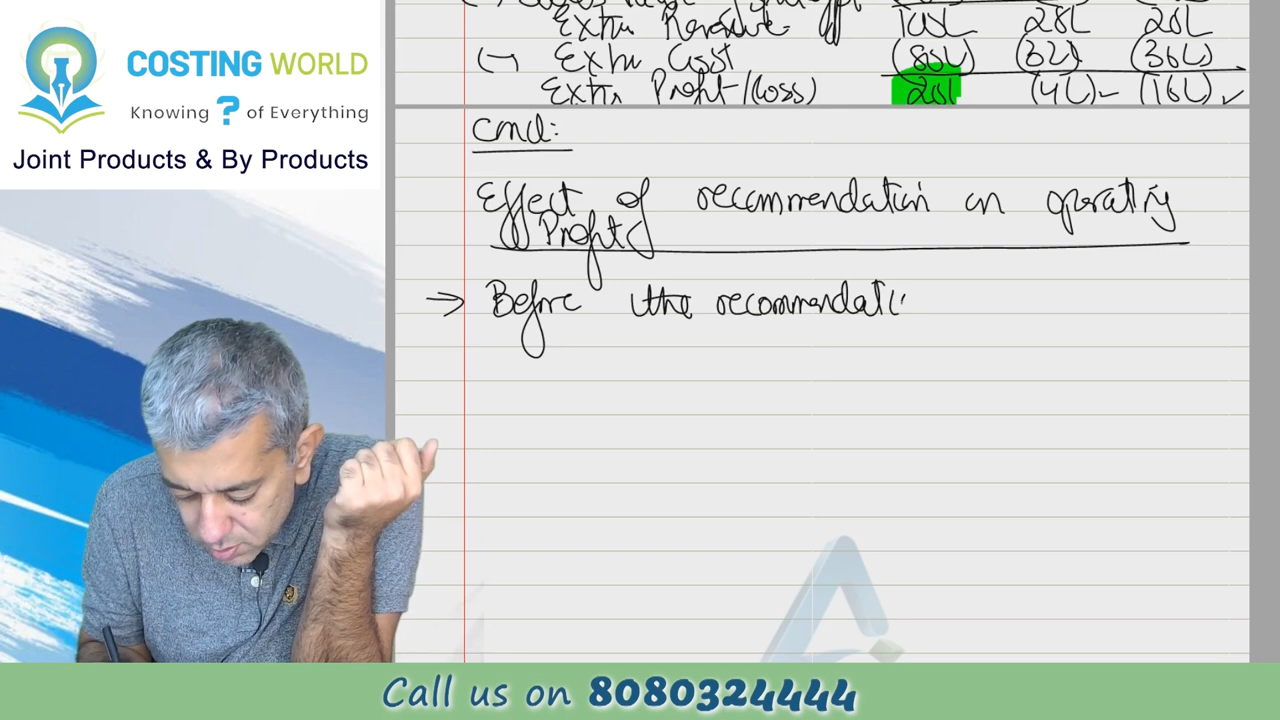 COSTING WORLD
Knowing ? of Everything
Joint Products & By Products
Extra Revenue 100L 28L 20L
(-) Extra Cost (80L) (32L) (36L)
Extra Profit/(Loss) 20L (4L) (16L)
Cond:
Effect of recommendation on operating
Profit
→ Before the recommendati
Call us on 8080324444